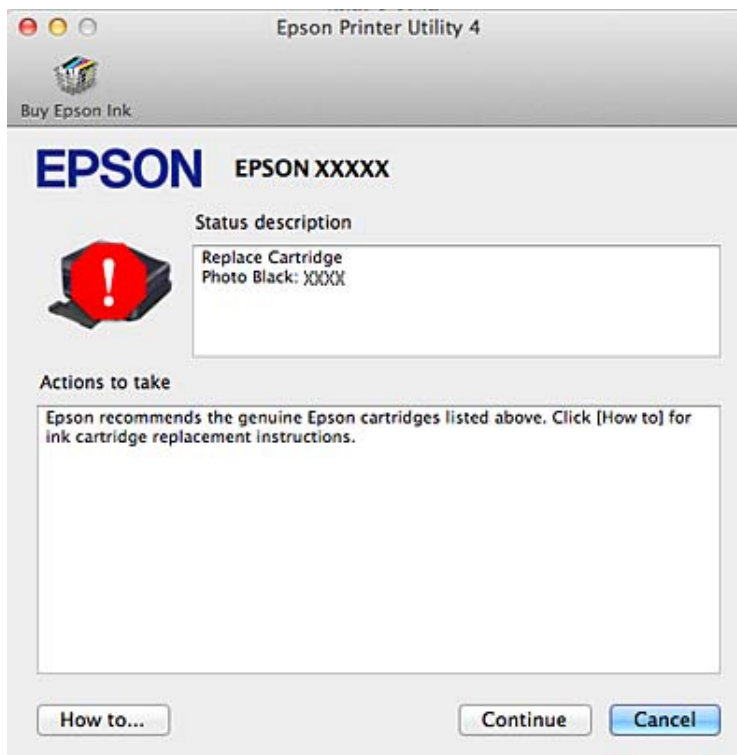 Epson Printer Utility 4
Buy Epson Ink
EPSON EPSON XXXXX
Status description
Replace Cartridge
Photo Black: XXXX
Actions to take
Epson recommends the genuine Epson cartridges listed above. Click [How to] for
ink cartridge replacement instructions.
How to... Continue Cancel